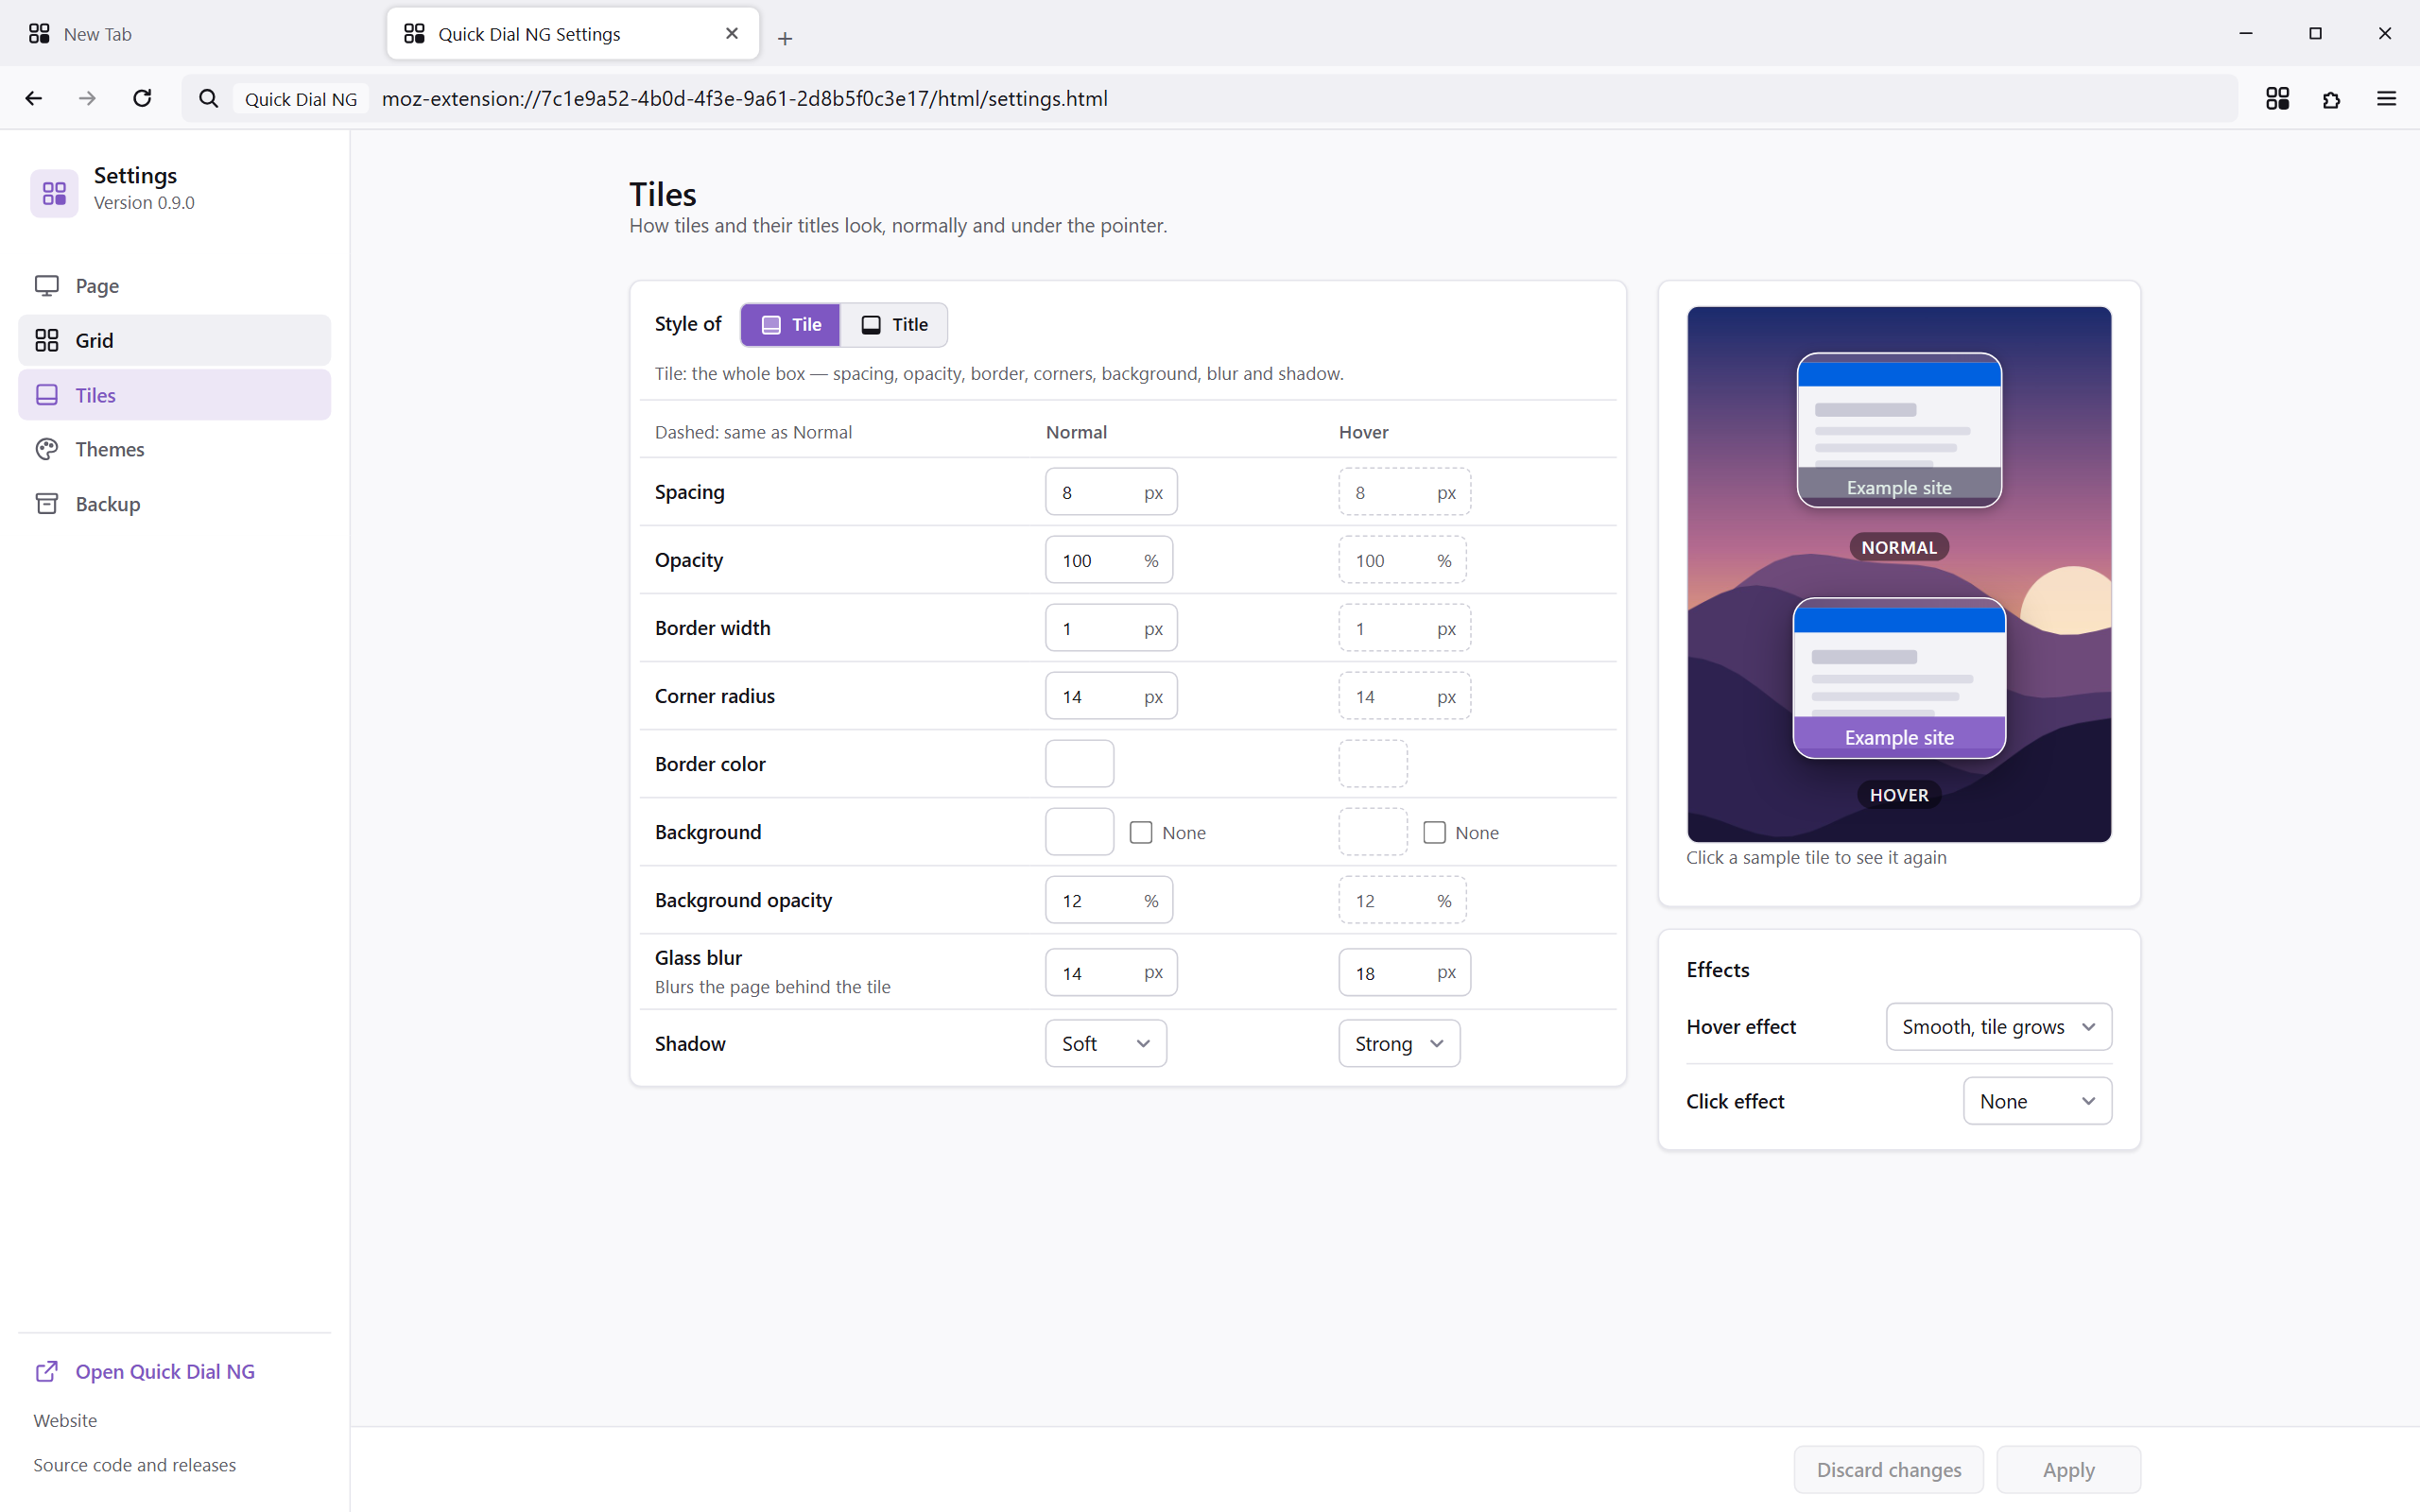 New Tab
Quick Dial NG Settings
Quick Dial NG
moz-extension://7c1e9a52-4b0d-4f3e-9a61-2d8b5f0c3e17/html/settings.html
Settings
Version 0.9.0
Page
Grid
Tiles
Themes
Backup
Open Quick Dial NG
Website
Source code and releases
Tiles
How tiles and their titles look, normally and under the pointer.
Style of Tile Title
Tile: the whole box — spacing, opacity, border, corners, background, blur and shadow.
Dashed: same as Normal Normal Hover
Spacing 8 px 8 px
Opacity 100 % 100 %
Border width 1 px 1 px
Corner radius 14 px 14 px
Border color
Background None None
Background opacity 12 % 12 %
Glass blur 14 px 18 px
Blurs the page behind the tile
Shadow Soft Strong
Example site
NORMAL
Example site
HOVER
Click a sample tile to see it again
Effects
Hover effect Smooth, tile grows
Click effect None
Discard changes Apply